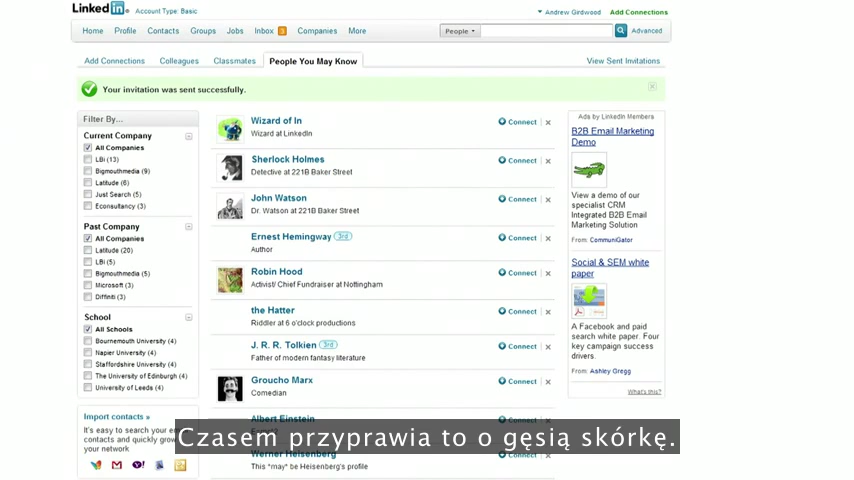 LinkedIn Account Type: Basic
Andrew Girdwood Add Connections
Home Profile Contacts Groups Jobs Inbox 3 Companies More People Advanced
Add Connections Colleagues Classmates People You May Know View Sent Invitations
Your invitation was sent successfully.
Filter By...
Current Company
All Companies
LBi (13)
Bigmouthmedia (9)
Latitude (6)
Just Search (5)
Econsultancy (3)
Past Company
All Companies
Latitude (20)
LBi (5)
Bigmouthmedia (5)
Microsoft (3)
Diffiniti (3)
School
All Schools
Bournemouth University (4)
Napier University (4)
Staffordshire University (4)
The University of Edinburgh (4)
University of Leeds (4)
Import contacts »
It's easy to search your
contacts and quickly grow
your network
Wizard of In
Wizard at LinkedIn
Connect
Sherlock Holmes
Detective at 221B Baker Street
Connect
John Watson
Dr. Watson at 221B Baker Street
Connect
Ernest Hemingway 3rd
Author
Connect
Robin Hood
Activist/ Chief Fundraiser at Nottingham
Connect
the Hatter
Riddler at 6 o'clock productions
Connect
J. R. R. Tolkien 3rd
Father of modern fantasy literature
Connect
Groucho Marx
Comedian
Connect
Albert Einstein
Connect
Werner Heisenberg
This *may* be Heisenberg's profile
Connect
Ads by LinkedIn Members
B2B Email Marketing
Demo
View a demo of our
specialist CRM
Integrated B2B Email
Marketing Solution
From: CommuniGator
Social & SEM white
paper
A Facebook and paid
search white paper. Four
key campaign success
drivers.
From: Ashley Gregg
What's this?
Czasem przyprawia to o gęsią skórkę.